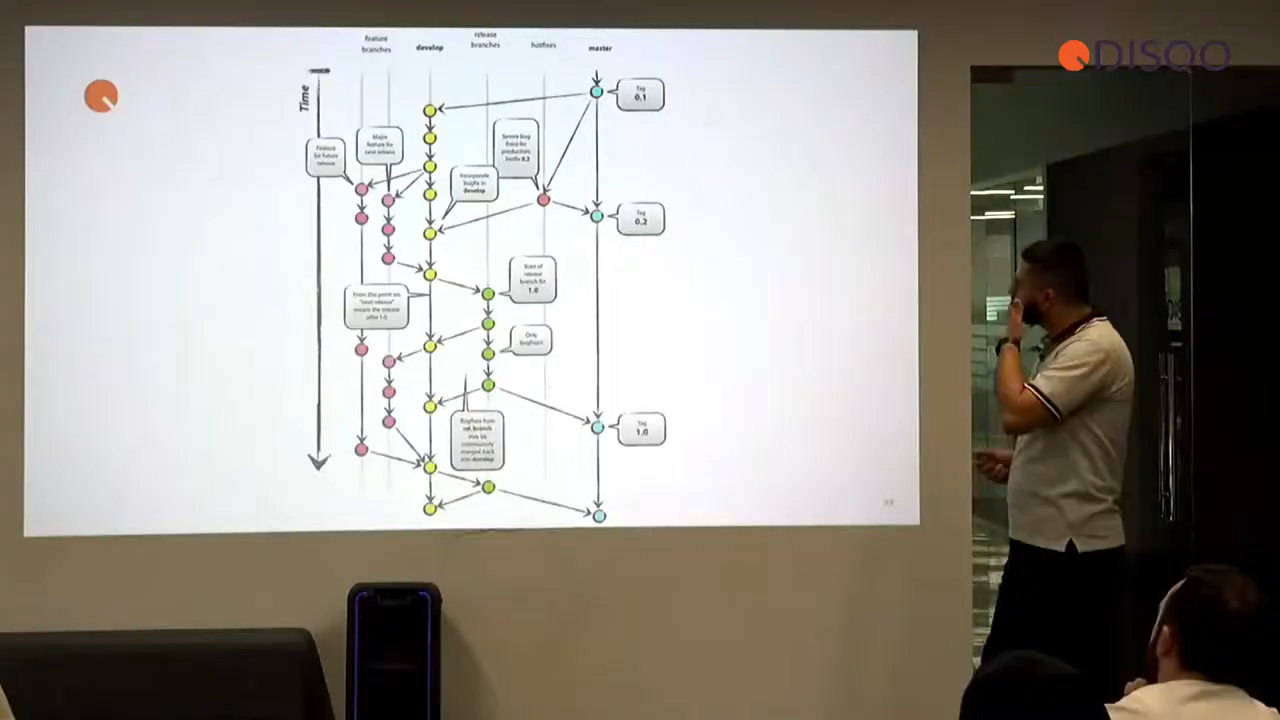 DISQO
feature
branches
develop
release
branches
hotfixes
master
Time
Tag
0.1
Feature
for future
release
Major
feature for
next release
Severe bug
fixed for
production:
hotfix 0.2
Incorporate
bugfix in
develop
Tag
0.2
Start of
release
branch for
1.0
From this point on,
"next release"
means the release
after 1.0
Only
bugfixes!
Tag
1.0
Bugfixes from
rel. branch
may be
continuously
merged back
into develop